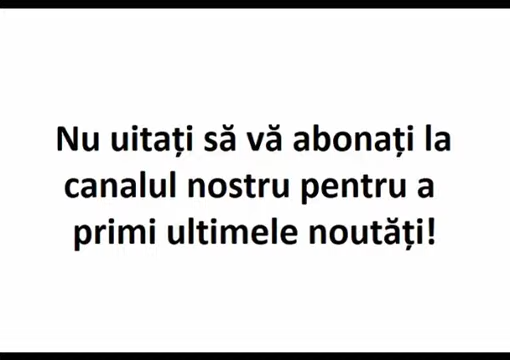 Nu uitați să vă abonați la
canalul nostru pentru a
primi ultimele noutăți!